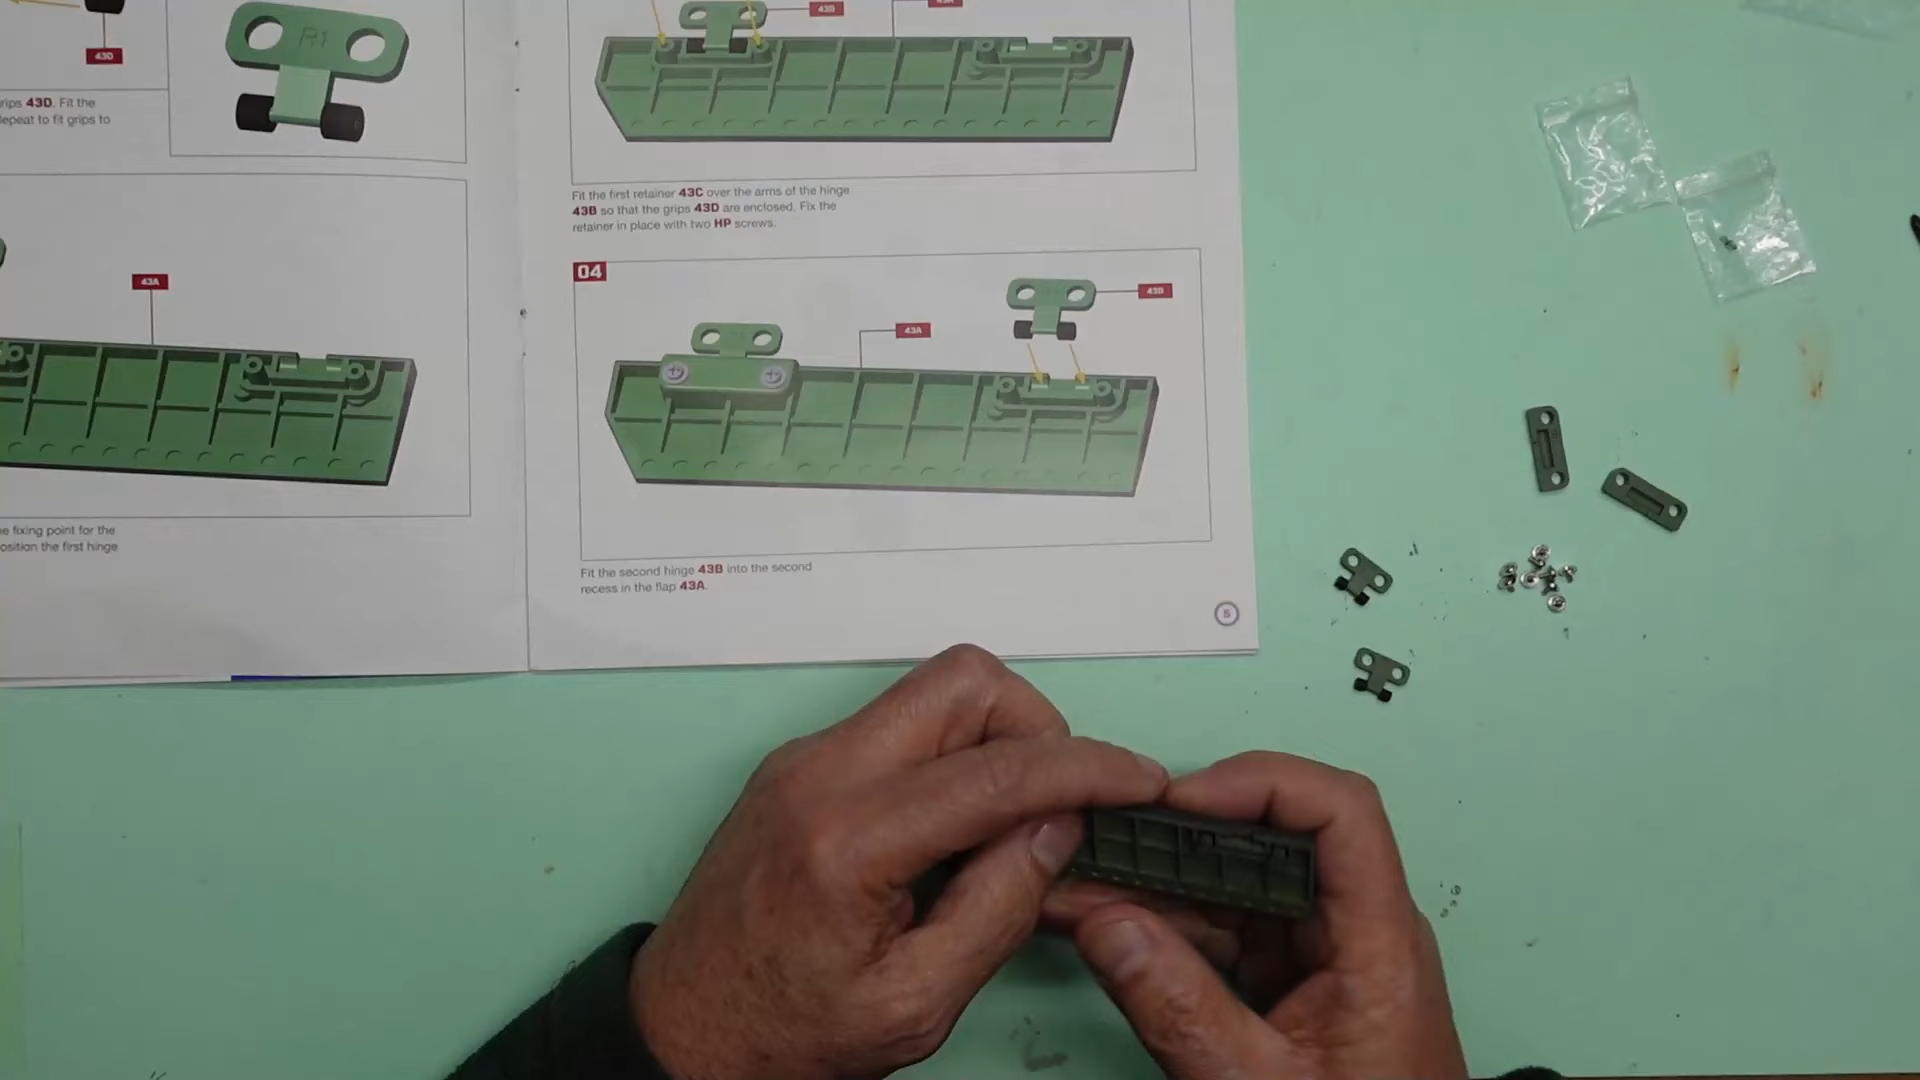 43D
R1
rips 43D. Fit the
epeat to fit grips to
43A
e fixing point for the
osition the first hinge
Fit the first retainer 43C over the arms of the hinge
43B so that the grips 43D are enclosed. Fix the
retainer in place with two HP screws.
04
43A
Fit the second hinge 43B into the second
recess in the flap 43A.
5